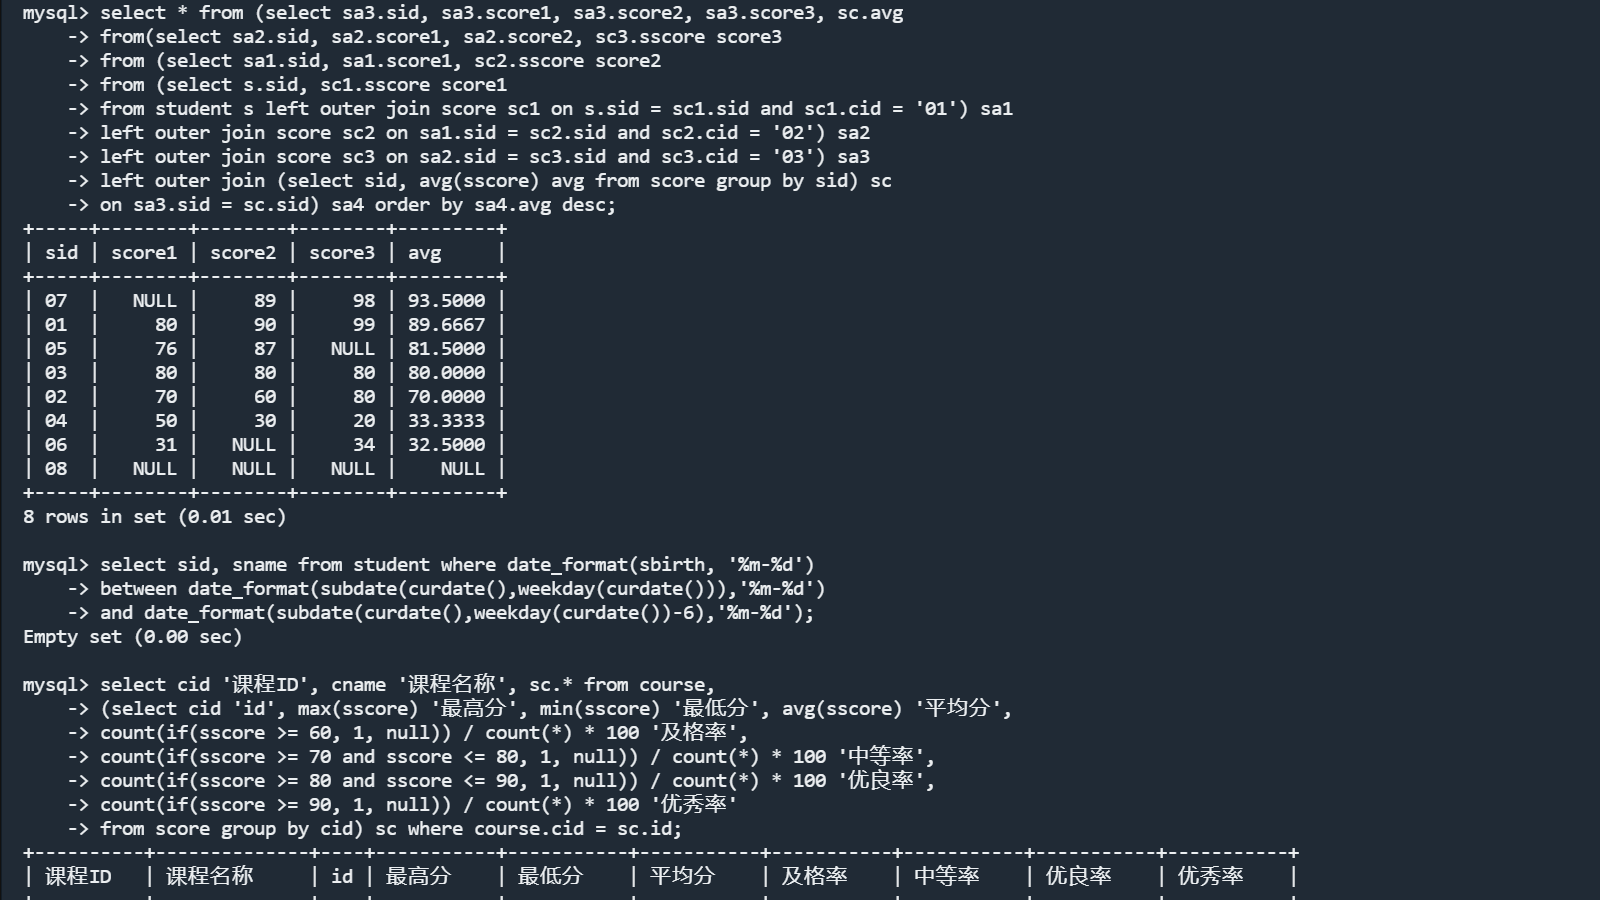 mysql> select * from (select sa3.sid, sa3.score1, sa3.score2, sa3.score3, sc.avg
    -> from(select sa2.sid, sa2.score1, sa2.score2, sc3.sscore score3
    -> from (select sa1.sid, sa1.score1, sc2.sscore score2
    -> from (select s.sid, sc1.sscore score1
    -> from student s left outer join score sc1 on s.sid = sc1.sid and sc1.cid = '01') sa1
    -> left outer join score sc2 on sa1.sid = sc2.sid and sc2.cid = '02') sa2
    -> left outer join score sc3 on sa2.sid = sc3.sid and sc3.cid = '03') sa3
    -> left outer join (select sid, avg(sscore) avg from score group by sid) sc
    -> on sa3.sid = sc.sid) sa4 order by sa4.avg desc;
+-----+--------+--------+--------+---------+
| sid | score1 | score2 | score3 | avg     |
+-----+--------+--------+--------+---------+
| 07  |   NULL |     89 |     98 | 93.5000 |
| 01  |     80 |     90 |     99 | 89.6667 |
| 05  |     76 |     87 |   NULL | 81.5000 |
| 03  |     80 |     80 |     80 | 80.0000 |
| 02  |     70 |     60 |     80 | 70.0000 |
| 04  |     50 |     30 |     20 | 33.3333 |
| 06  |     31 |   NULL |     34 | 32.5000 |
| 08  |   NULL |   NULL |   NULL |    NULL |
+-----+--------+--------+--------+---------+
8 rows in set (0.01 sec)
mysql> select sid, sname from student where date_format(sbirth, '%m-%d')
    -> between date_format(subdate(curdate(),weekday(curdate())),'%m-%d')
    -> and date_format(subdate(curdate(),weekday(curdate())-6),'%m-%d');
Empty set (0.00 sec)
mysql> select cid '课程ID', cname '课程名称', sc.* from course,
    -> (select cid 'id', max(sscore) '最高分', min(sscore) '最低分', avg(sscore) '平均分',
    -> count(if(sscore >= 60, 1, null)) / count(*) * 100 '及格率',
    -> count(if(sscore >= 70 and sscore <= 80, 1, null)) / count(*) * 100 '中等率',
    -> count(if(sscore >= 80 and sscore <= 90, 1, null)) / count(*) * 100 '优良率',
    -> count(if(sscore >= 90, 1, null)) / count(*) * 100 '优秀率'
    -> from score group by cid) sc where course.cid = sc.id;
+----------+--------------+----+-----------+-----------+-----------+-----------+-----------+-----------+-----------+
| 课程ID   | 课程名称     | id | 最高分    | 最低分    | 平均分    | 及格率    | 中等率    | 优良率    | 优秀率    |